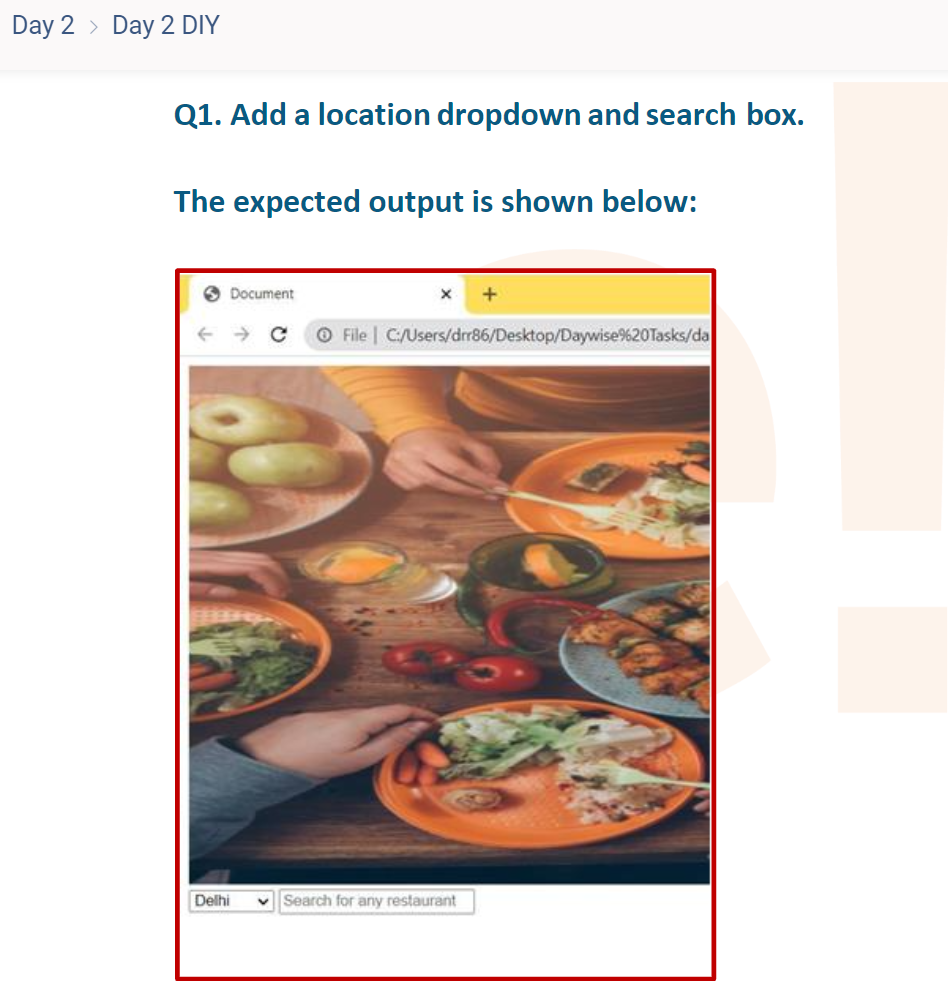 Day 2 > Day 2 DIY
Q1. Add a location dropdown and search box.
The expected output is shown below:
Document
File | C:/Users/drr86/Desktop/Daywise%20Tasks/da
Delhi
Search for any restaurant